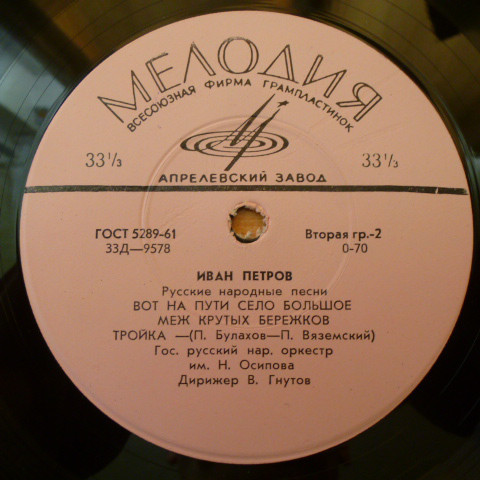 МЕЛОДИЯ
ВСЕСОЮЗНАЯ ФИРМА ГРАМПЛАСТИНОК
33⅓ 33⅓
АПРЕЛЕВСКИЙ ЗАВОД
ГОСТ 5289-61 Вторая гр.-2
33Д—9578 0-70
ИВАН ПЕТРОВ
Русские народные песни
ВОТ НА ПУТИ СЕЛО БОЛЬШОЕ
МЕЖ КРУТЫХ БЕРЕЖКОВ
ТРОЙКА —(П. Булахов—П. Вяземский)
Гос. русский нар. оркестр
им. Н. Осипова
Дирижер В. Гнутов